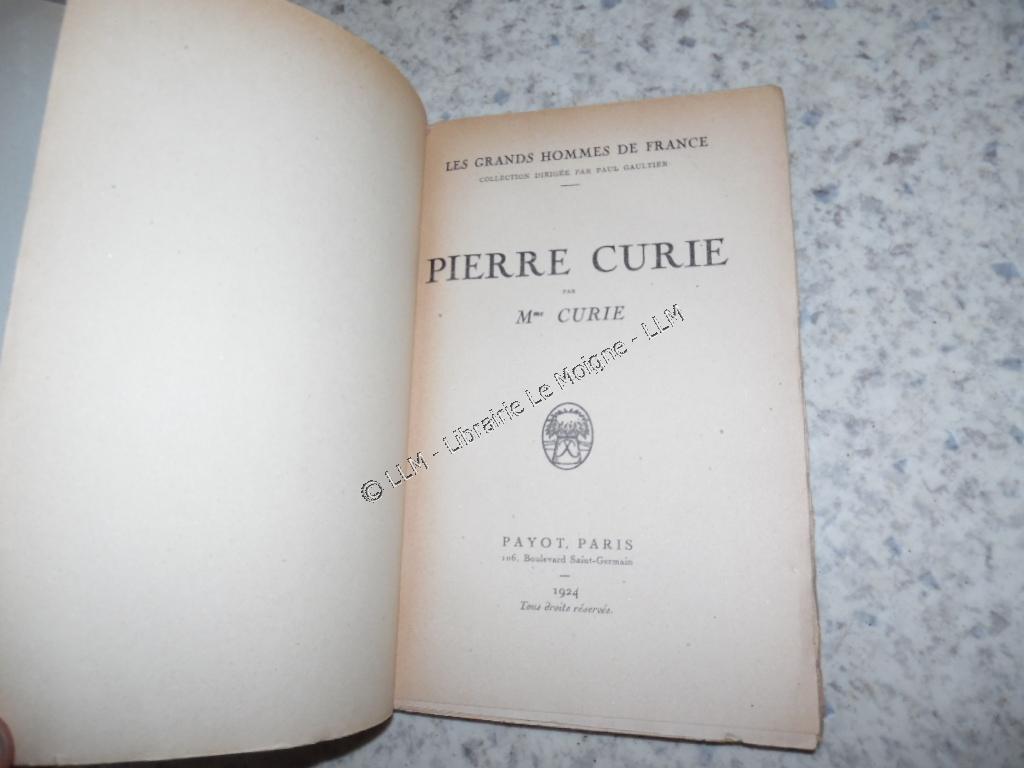 LES GRANDS HOMMES DE FRANCE
COLLECTION DIRIGÉE PAR PAUL GAULTIER
PIERRE CURIE
PAR
Mme CURIE
© LLM - Librairie Le Moigne - LLM
PAYOT, PARIS
106, Boulevard Saint-Germain
1924
Tous droits réservés.